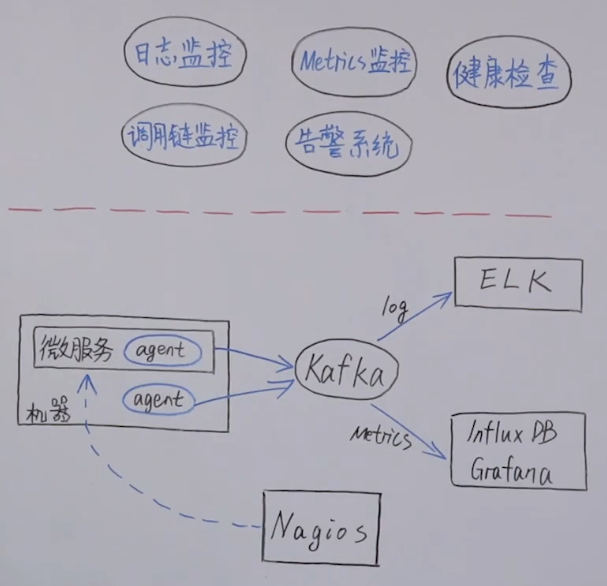 日志监控
Metrics监控
健康检查
调用链监控
告警系统
ELK
log
微服务
agent
Kafka
agent
机器
Metrics
Influx DB
Grafana
Nagios